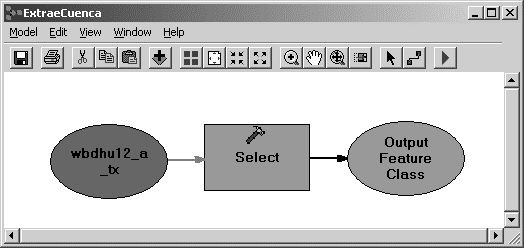 ExtraeCuenca
Model Edit View Window Help
wbdhu12_a
_tx
Select
Output
Feature
Class